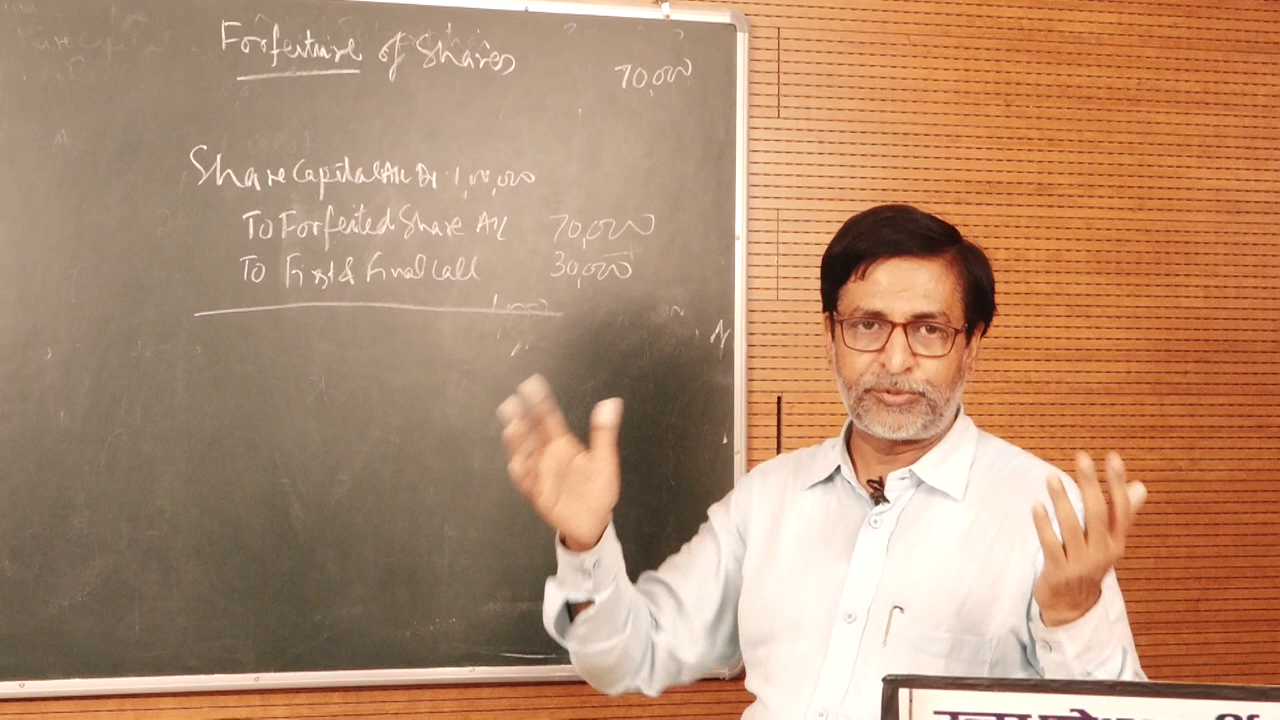 Forfeiture of Shares
70,000
Share Capital A/c Dr 1,00,000
To Forfeited Share A/c 70,000
To First & Final Call 30,000